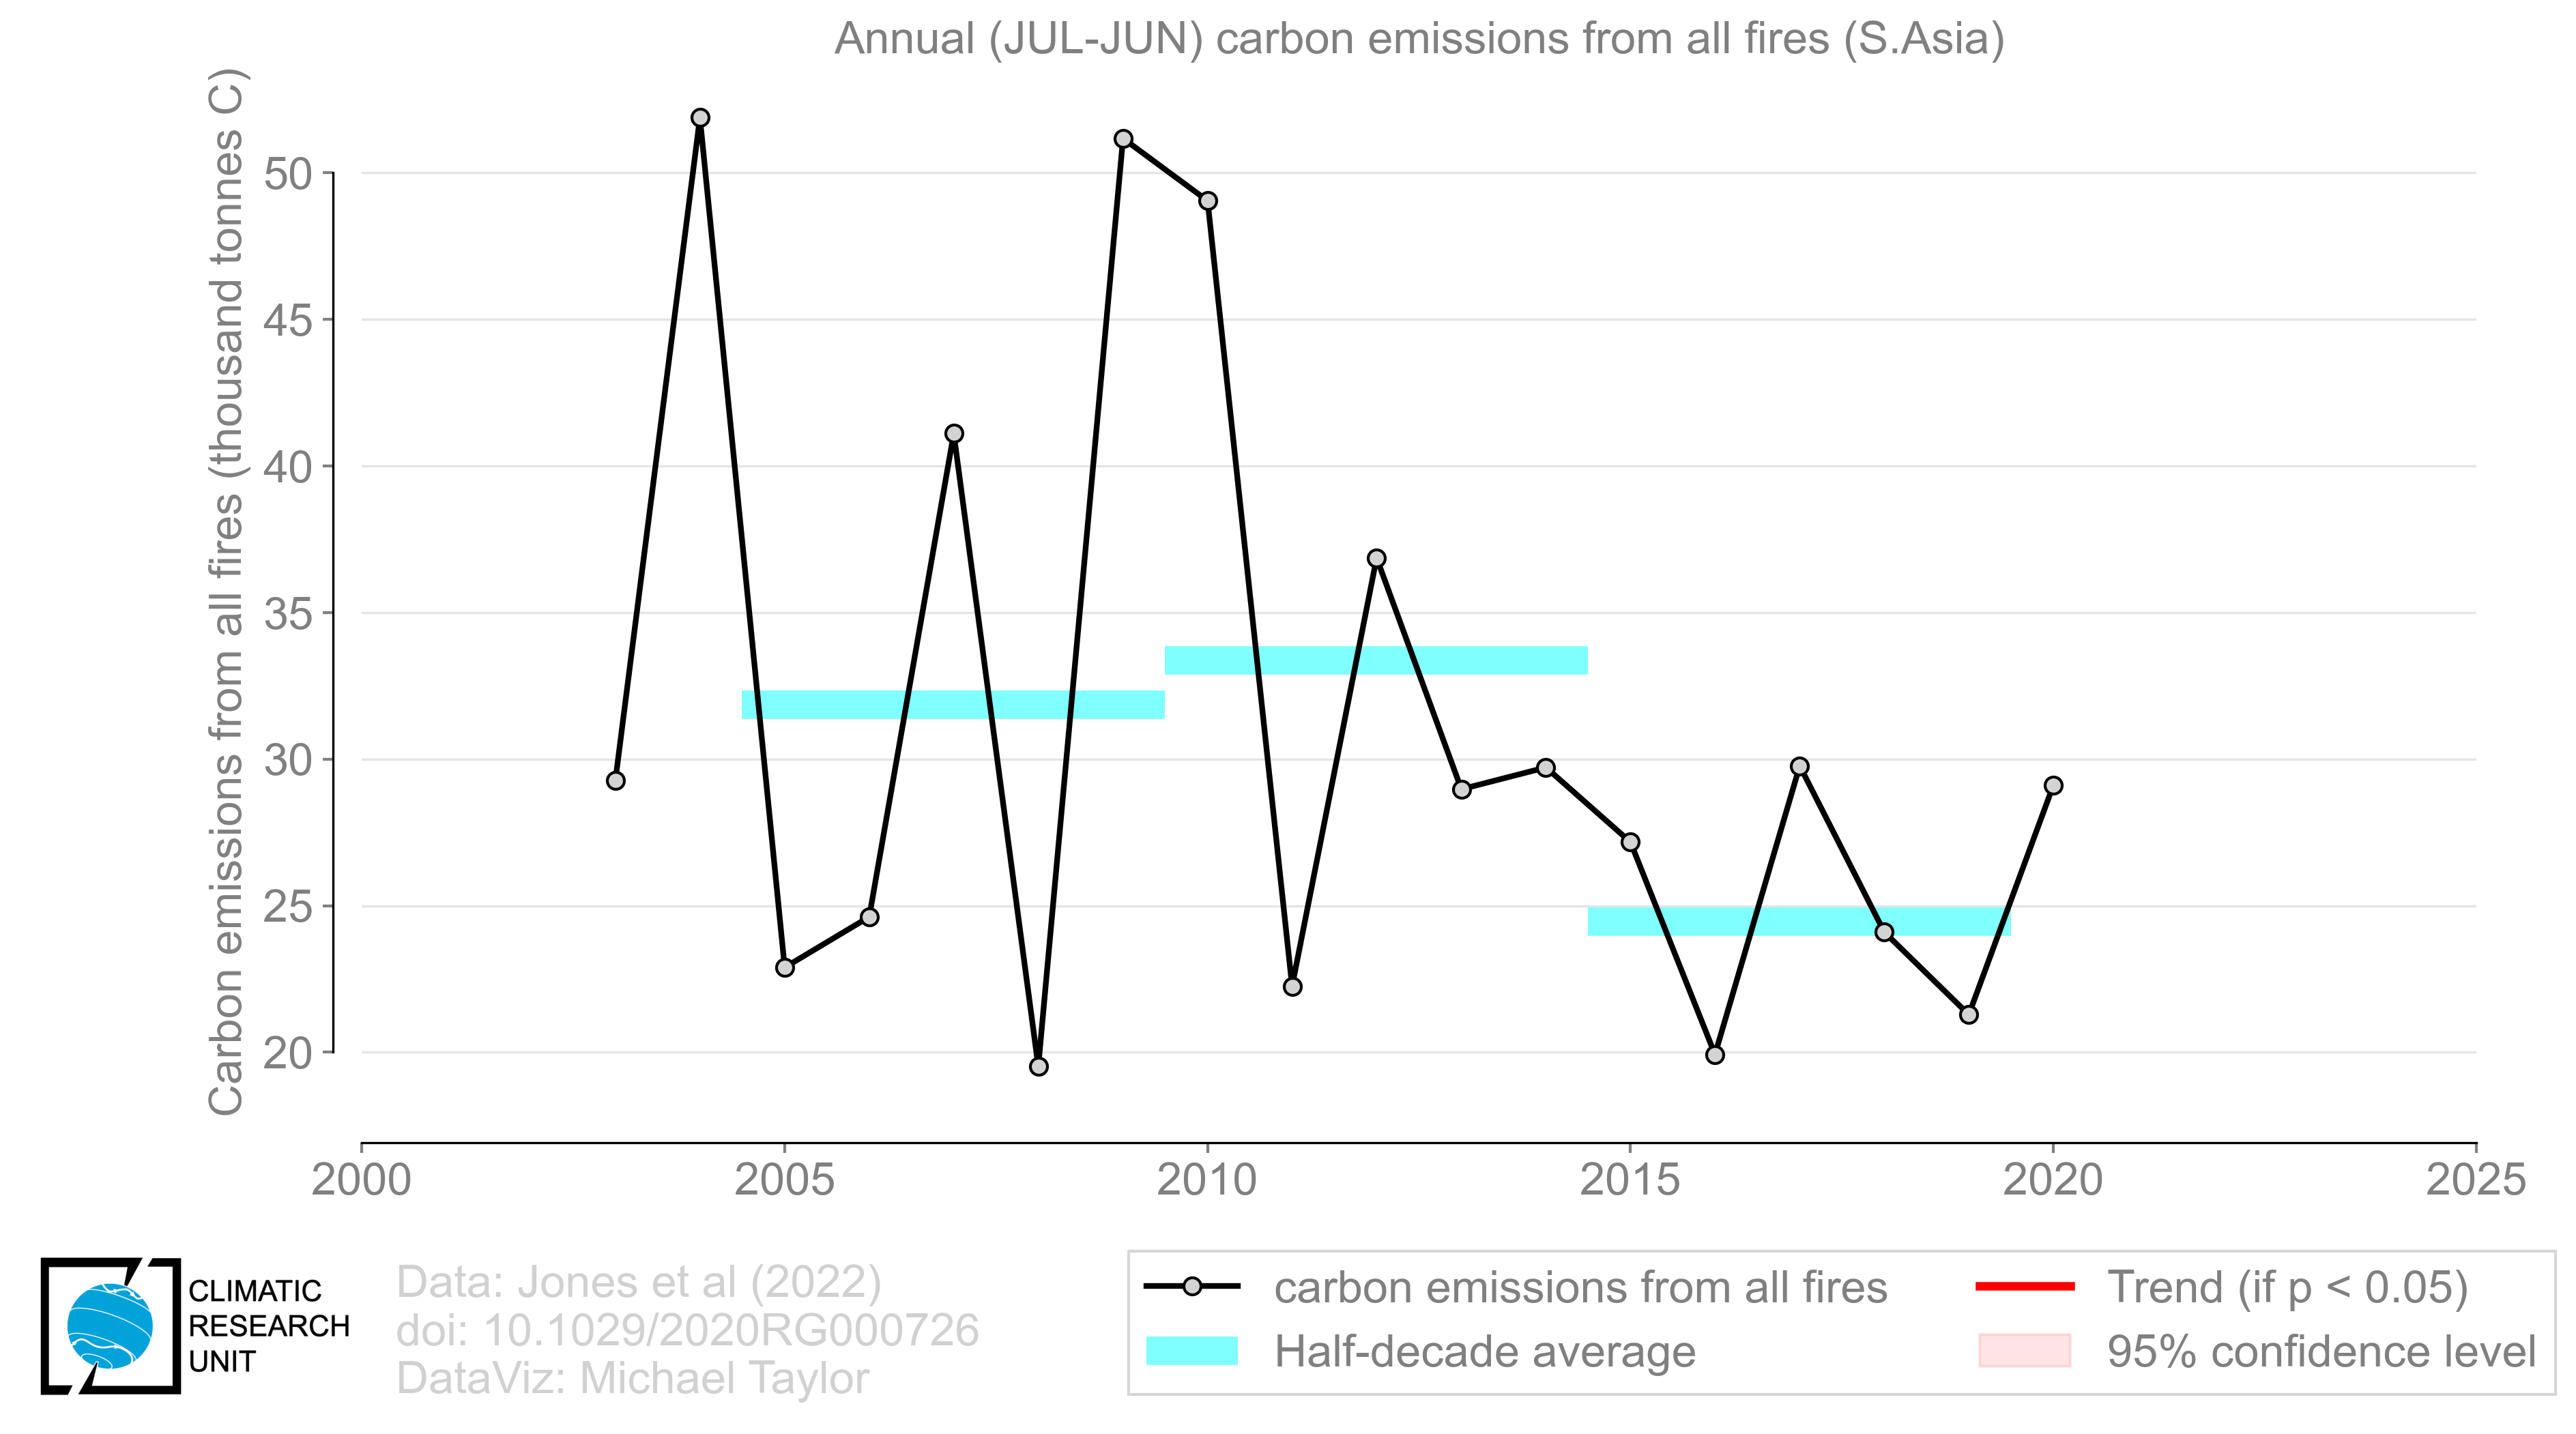 Annual (JUL-JUN) carbon emissions from all fires (S.Asia)
Carbon emissions from all fires (thousand tonnes C)
50
45
40
35
30
25
20
2000 2005 2010 2015 2020 2025
CLIMATIC
RESEARCH
UNIT
Data: Jones et al (2022)
doi: 10.1029/2020RG000726
DataViz: Michael Taylor
carbon emissions from all fires
Half-decade average
Trend (if p < 0.05)
95% confidence level